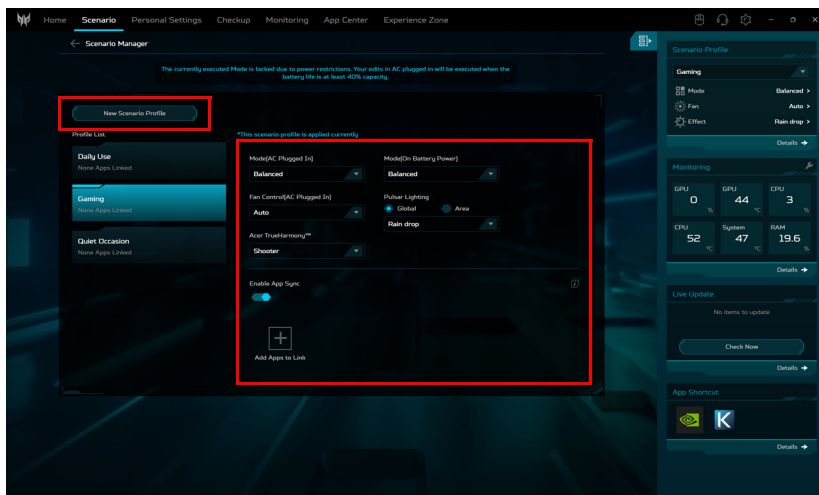 Home Scenario Personal Settings Checkup Monitoring App Center Experience Zone
Scenario Manager
The currently executed Mode is locked due to power restrictions. Your edits in AC plugged in will be executed when the
battery life is at least 40% capacity.
New Scenario Profile
Profile List
Daily Use
None Apps Linked
Gaming
None Apps Linked
Quiet Occasion
None Apps Linked
*This scenario profile is applied currently
Mode(AC Plugged In)
Balanced
Mode(On Battery Power)
Balanced
Fan Control(AC Plugged In)
Auto
Pulsar Lighting
Global Area
Rain drop
Acer TrueHarmony™
Shooter
Enable App Sync
i
Add Apps to Link
Scenario Profile
Gaming
Mode Balanced >
Fan Auto >
Effect Rain drop >
Details
Monitoring
GPU GPU CPU
0 % 44 °C 3 %
CPU System RAM
52 °C 47 °C 19.6 %
Details
Live Update
No items to update
Check Now
Details
App Shortcut
K
Details